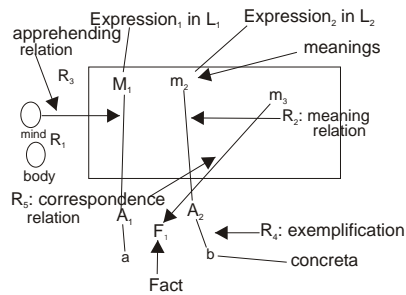 Expression₁ in L₁
Expression₂ in L₂
apprehending
relation
meanings
R₃
M₁
m₂
m₃
mind
R₁
body
R₂: meaning
relation
R₅: correspondence
relation
A₁
A₂
F₁
R₄: exemplification
a
b
concreta
Fact